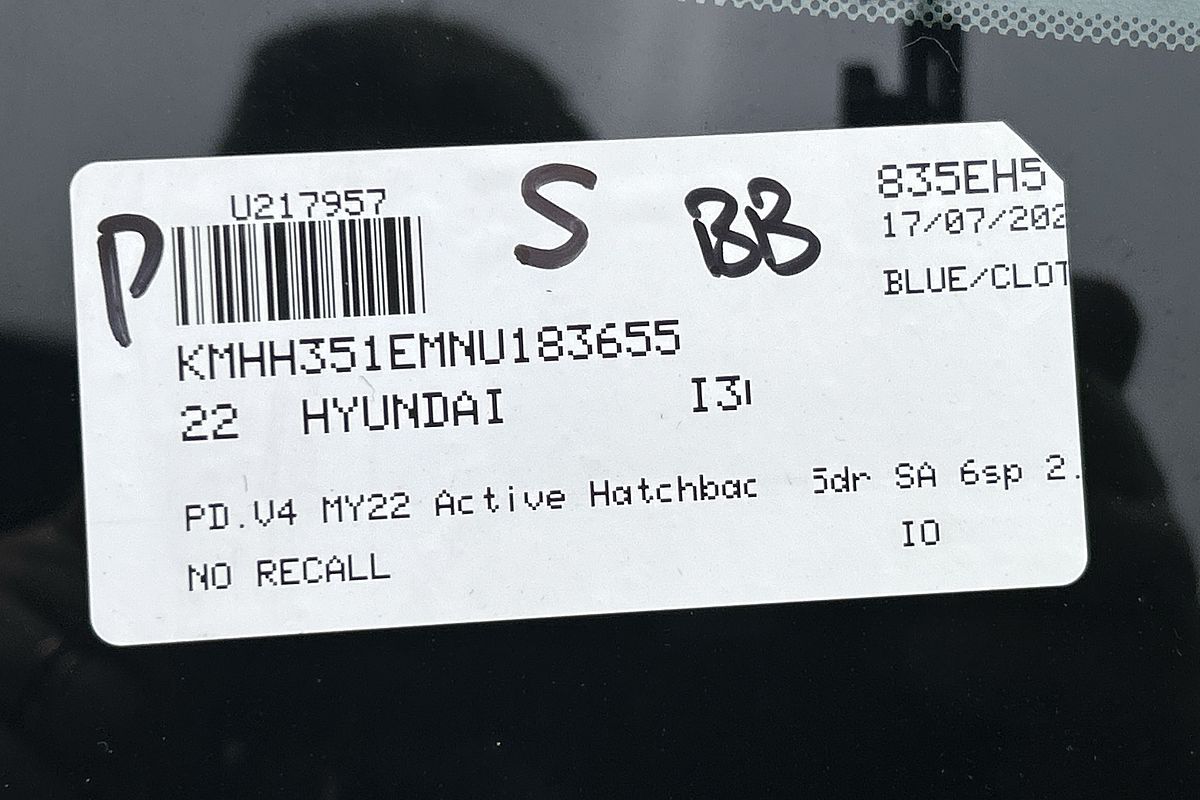 U217957
P
S
BB
835EH5
17/07/202
BLUE/CLOT
KMHH351EMNU183655
22 HYUNDAI I3
PD.V4 MY22 Active Hatchbac 5dr SA 6sp 2.
IO
NO RECALL